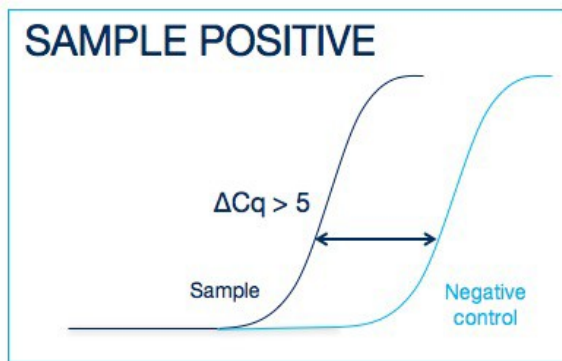 SAMPLE POSITIVE
ΔCq > 5
Sample
Negative
control